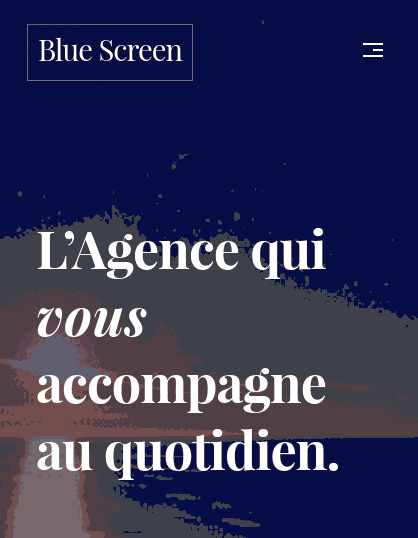 Blue Screen
L’Agence qui
vous
accompagne
au quotidien.